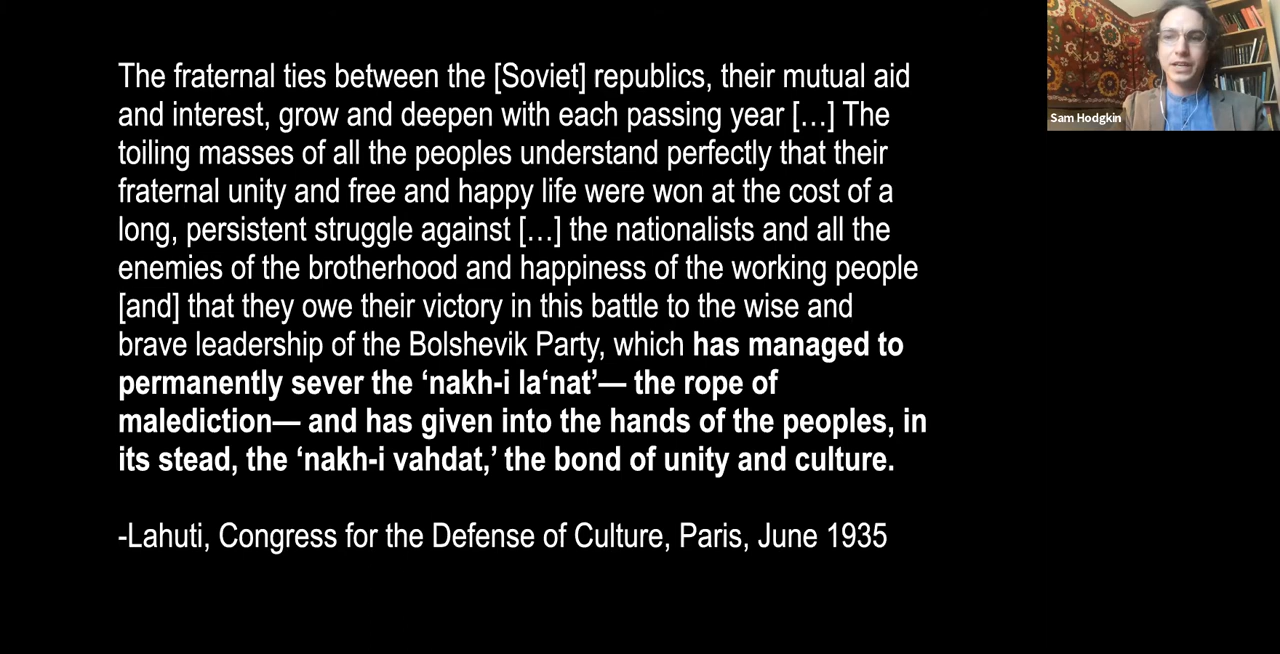 The fraternal ties between the [Soviet] republics, their mutual aid
and interest, grow and deepen with each passing year […] The
toiling masses of all the peoples understand perfectly that their
fraternal unity and free and happy life were won at the cost of a
long, persistent struggle against […] the nationalists and all the
enemies of the brotherhood and happiness of the working people
[and] that they owe their victory in this battle to the wise and
brave leadership of the Bolshevik Party, which has managed to
permanently sever the ‘nakh-i la‘nat’— the rope of
malediction— and has given into the hands of the peoples, in
its stead, the ‘nakh-i vahdat,’ the bond of unity and culture.
-Lahuti, Congress for the Defense of Culture, Paris, June 1935
Sam Hodgkin